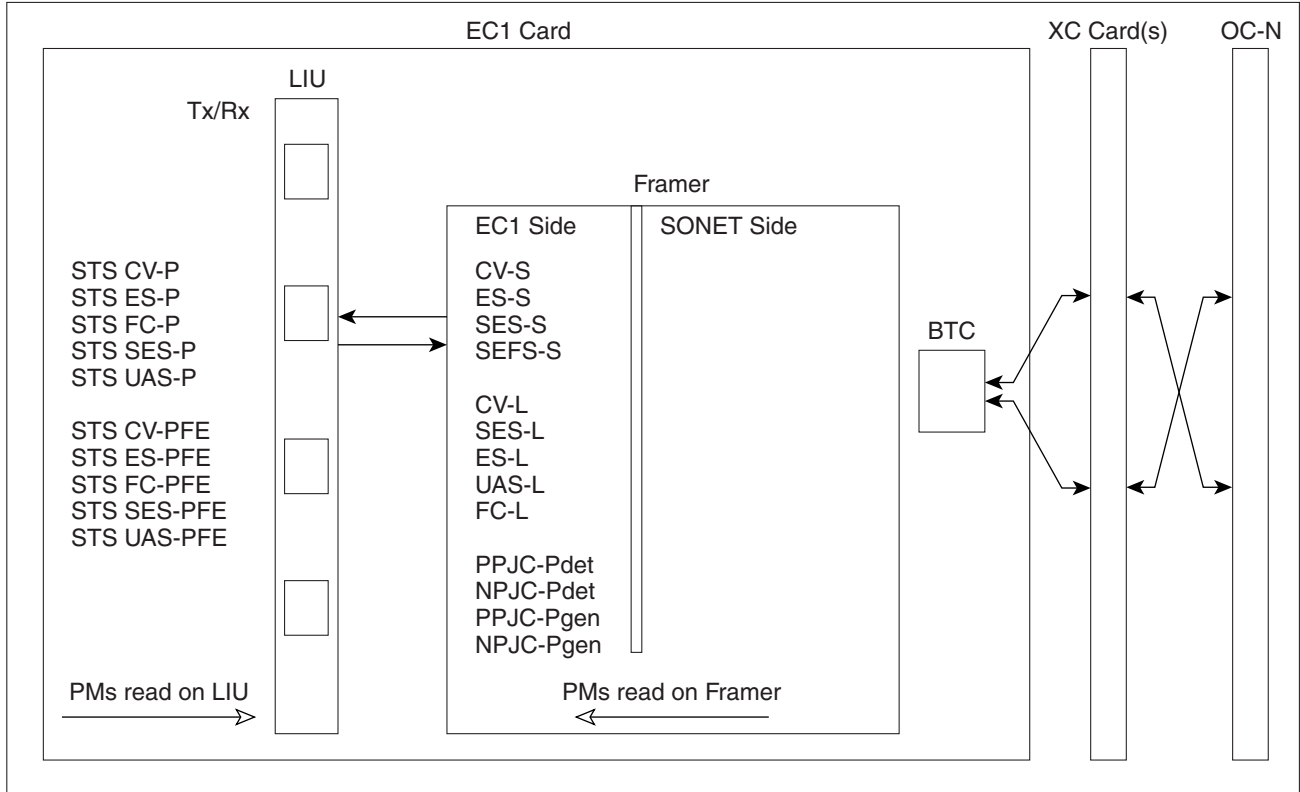 EC1 Card
XC Card(s)
OC-N
LIU
Tx/Rx
Framer
EC1 Side
SONET Side
STS CV-P
STS ES-P
STS FC-P
STS SES-P
STS UAS-P
STS CV-PFE
STS ES-PFE
STS FC-PFE
STS SES-PFE
STS UAS-PFE
CV-S
ES-S
SES-S
SEFS-S
CV-L
SES-L
ES-L
UAS-L
FC-L
PPJC-Pdet
NPJC-Pdet
PPJC-Pgen
NPJC-Pgen
BTC
PMs read on LIU
PMs read on Framer